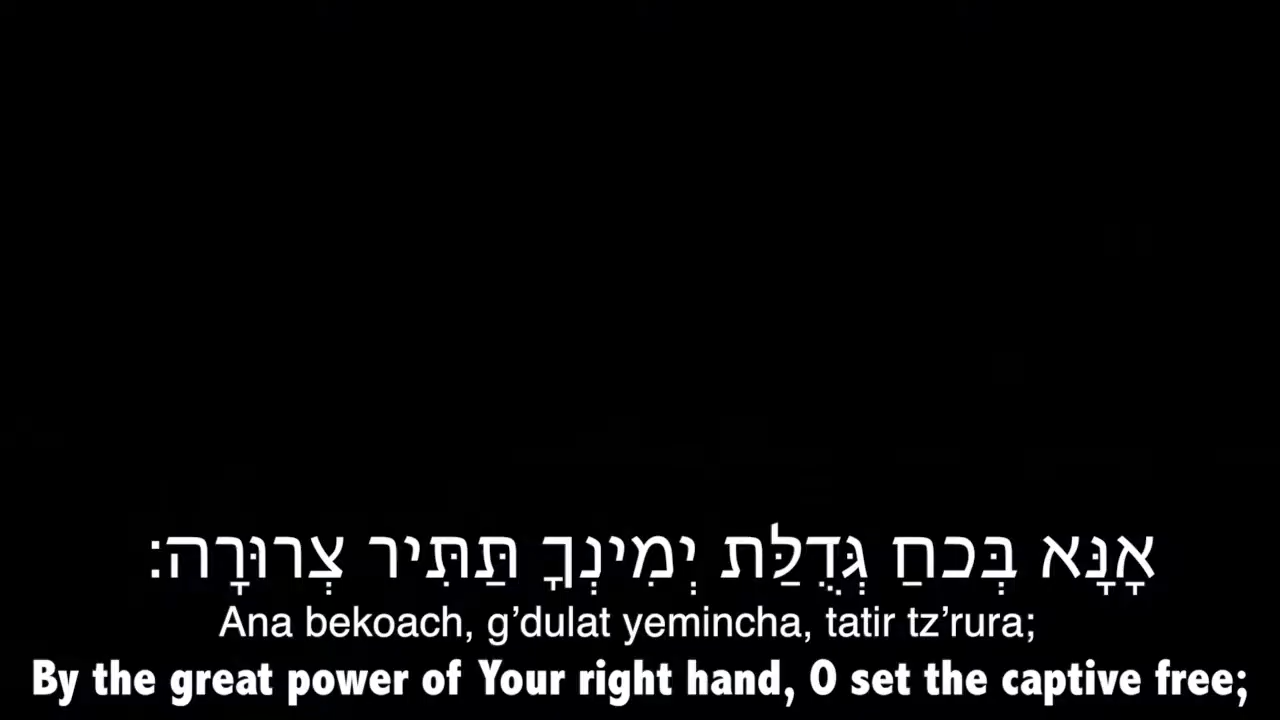 אָנָּא בְּכחַ גְּדֻלַּת יְמִינְךָ תַּתִּיר צְרוּרָה:
Ana bekoach, g’dulat yemincha, tatir tz’rura;
By the great power of Your right hand, O set the captive free;